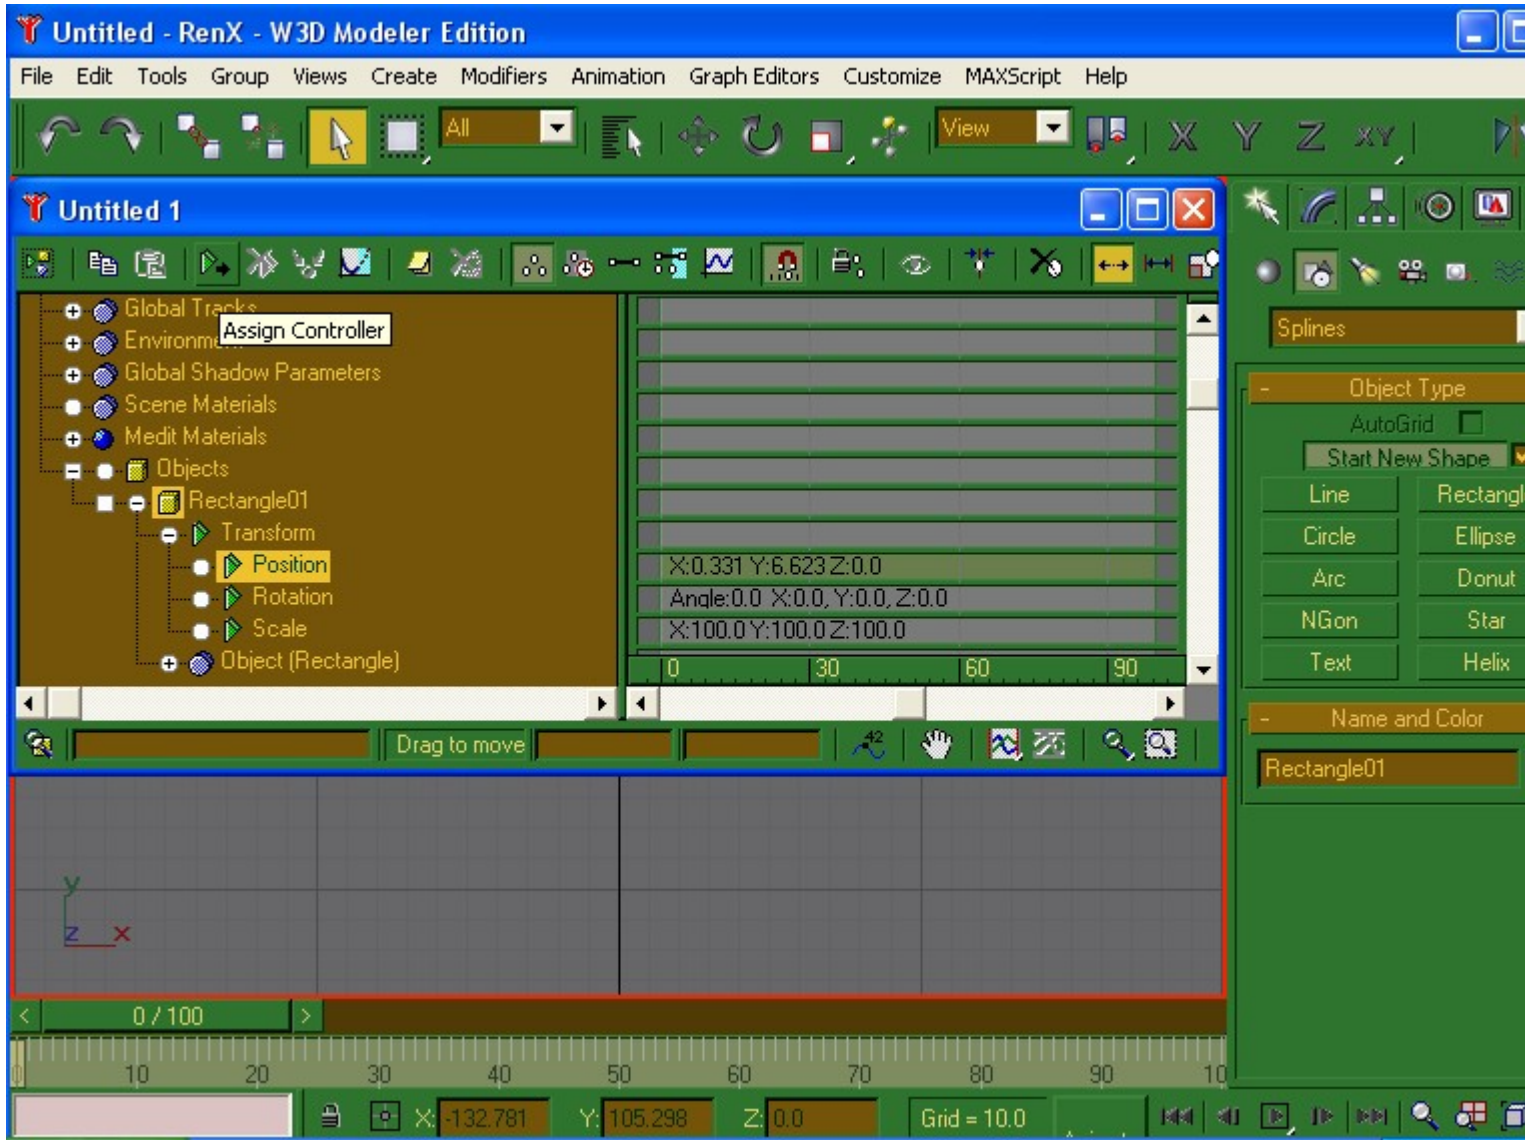 Untitled - RenX - W3D Modeler Edition
File Edit Tools Group Views Create Modifiers Animation Graph Editors Customize MAXScript Help
All View X Y Z XY
Untitled 1
Global Tracks
Assign Controller
Global Shadow Parameters
Scene Materials
Medit Materials
Objects
Rectangle01
Transform
Position X:0.331 Y:6.623 Z:0.0
Rotation Angle:0.0 X:0.0, Y:0.0, Z:0.0
Scale X:100.0 Y:100.0 Z:100.0
Object (Rectangle)
0 30 60 90
Drag to move 42
Splines
- Object Type
AutoGrid
Start New Shape
Line Rectangl
Circle Ellipse
Arc Donut
NGon Star
Text Helix
- Name and Color
Rectangle01
y
z x
< 0 / 100 >
0 10 20 30 40 50 60 70 80 90 10
X: -132.781 Y: 105.298 Z: 0.0 Grid = 10.0